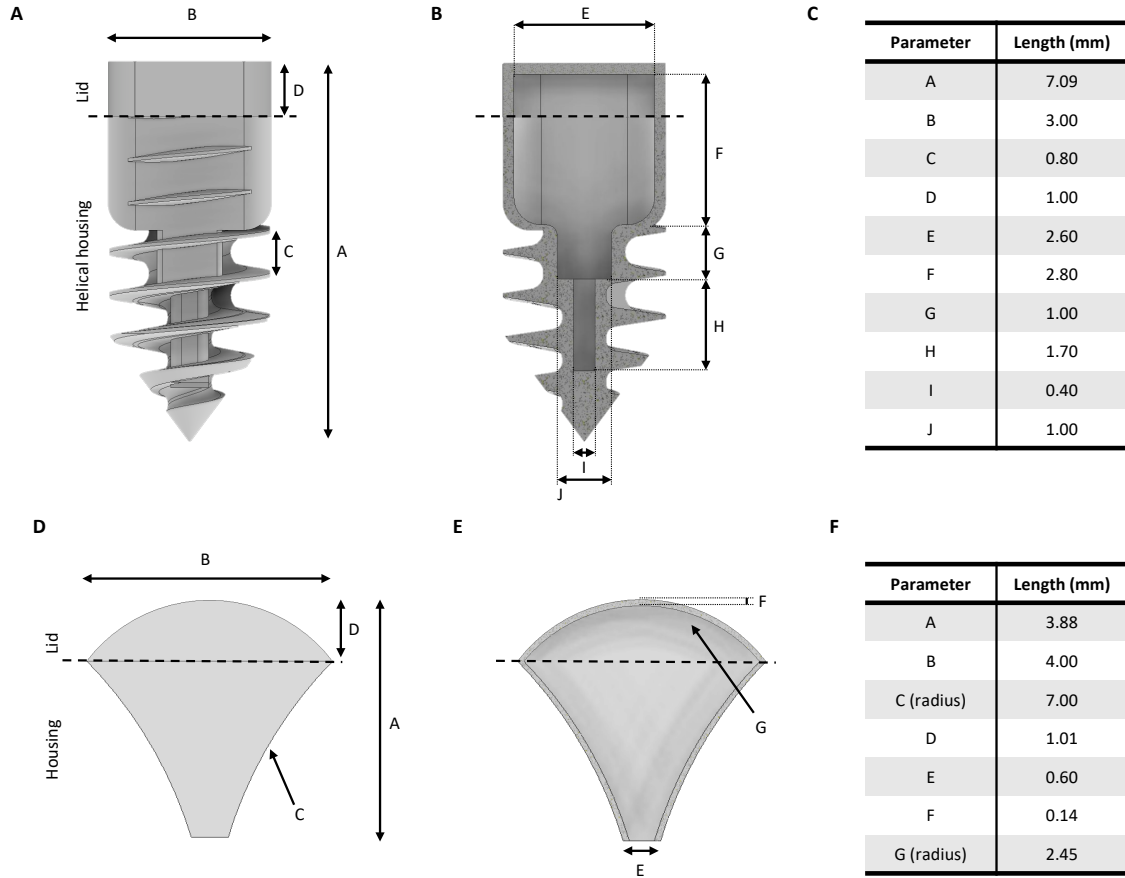 A
B
C
B
E
Parameter Length (mm)
A 7.09
B 3.00
C 0.80
D 1.00
E 2.60
F 2.80
G 1.00
H 1.70
I 0.40
J 1.00
Lid
D
F
Helical housing
C
A
G
H
I
J
D
E
F
B
Parameter Length (mm)
A 3.88
B 4.00
C (radius) 7.00
D 1.01
E 0.60
F 0.14
G (radius) 2.45
Lid
D
F
Housing
A
G
C
E